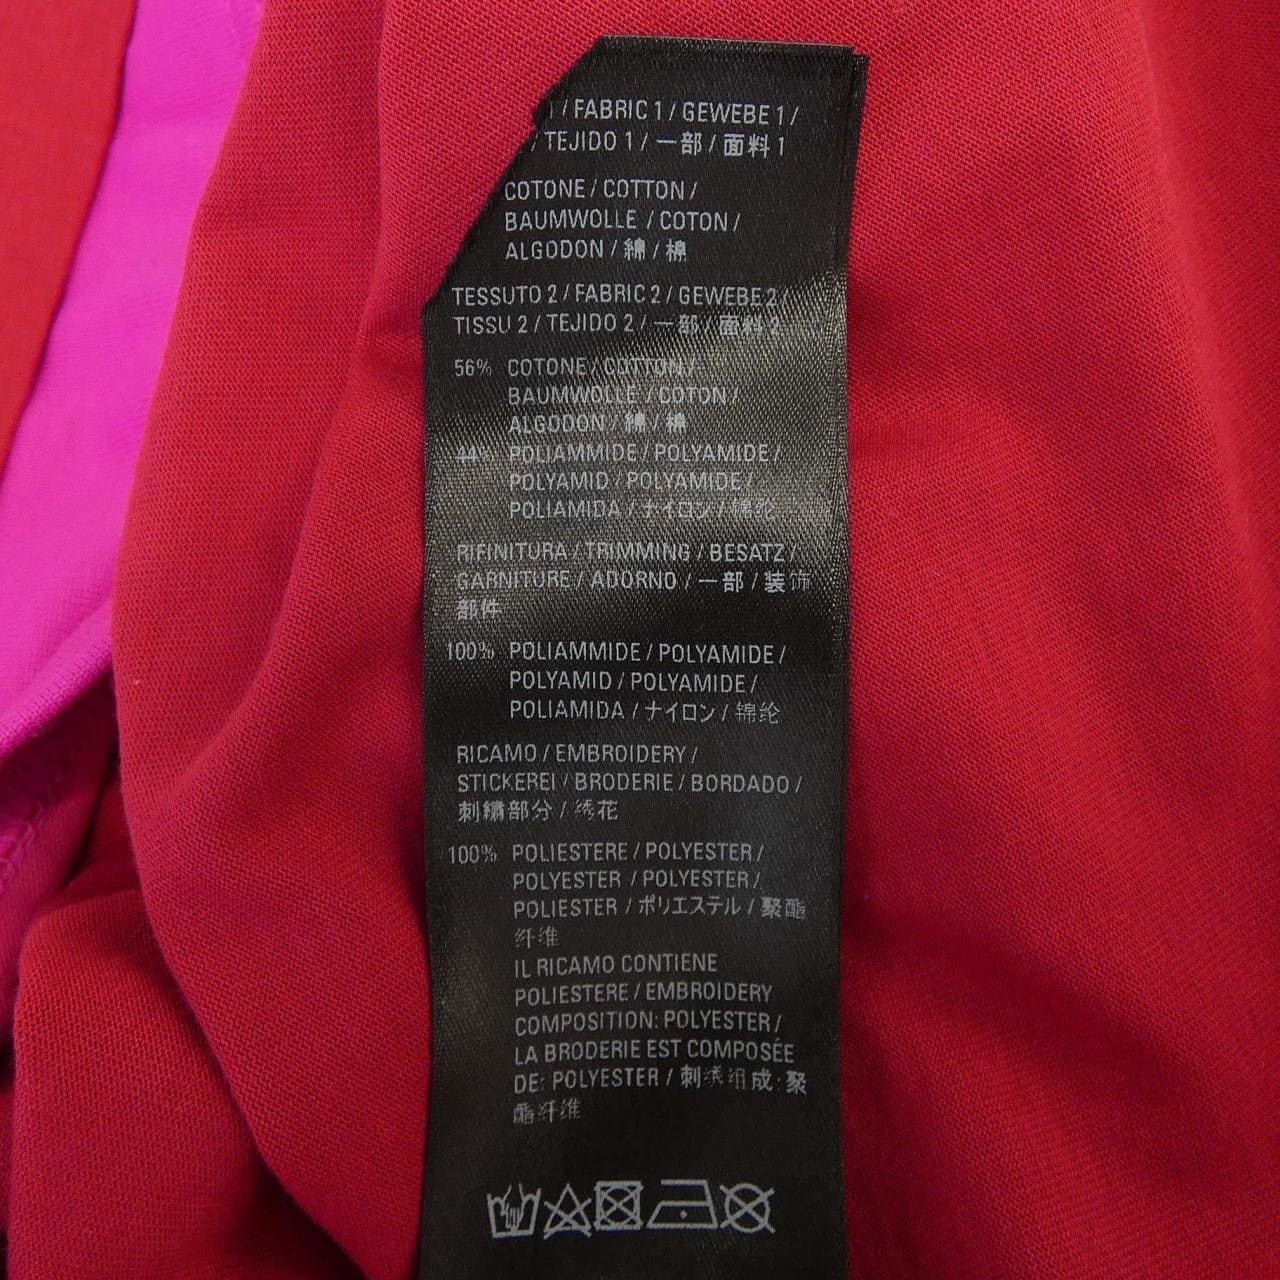 / FABRIC 1 / GEWEBE 1 /
/ TEJIDO 1 / 一部 / 面料 1
COTONE / COTTON /
BAUMWOLLE / COTON /
ALGODON / 綿 / 棉
TESSUTO 2 / FABRIC 2 / GEWEBE 2 /
TISSU 2 / TEJIDO 2 / 一部 / 面料 2
56% COTONE / COTTON /
BAUMWOLLE / COTON /
ALGODON / 綿 / 棉
44% POLIAMMIDE / POLYAMIDE /
POLYAMID / POLYAMIDE /
POLIAMIDA / ナイロン / 锦纶
RIFINITURA / TRIMMING / BESATZ /
GARNITURE / ADORNO / 一部 / 装饰
部件
100% POLIAMMIDE / POLYAMIDE /
POLYAMID / POLYAMIDE /
POLIAMIDA / ナイロン / 锦纶
RICAMO / EMBROIDERY /
STICKEREI / BRODERIE / BORDADO /
刺繍部分 / 绣花
100% POLIESTERE / POLYESTER /
POLYESTER / POLYESTER /
POLIESTER / ポリエステル / 聚酯
纤维
IL RICAMO CONTIENE
POLIESTERE / EMBROIDERY
COMPOSITION: POLYESTER /
LA BRODERIE EST COMPOSÉE
DE: POLYESTER / 刺绣组成: 聚
酯纤维